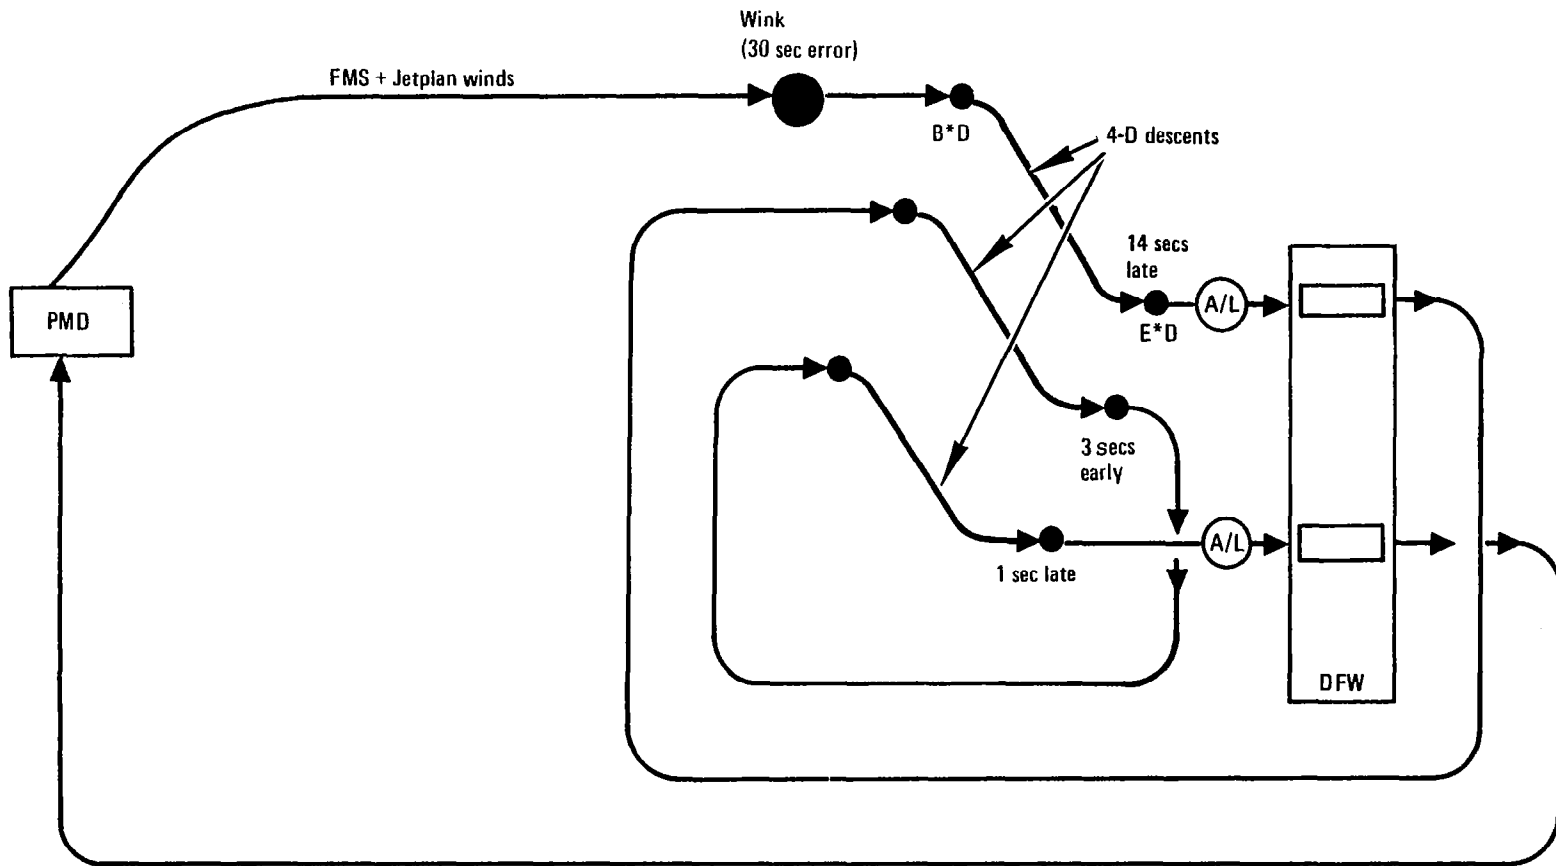 Wink
(30 sec error)
FMS + Jetplan winds
B*D
4-D descents
14 secs
late
A/L
E*D
PMD
3 secs
early
A/L
1 sec late
DFW